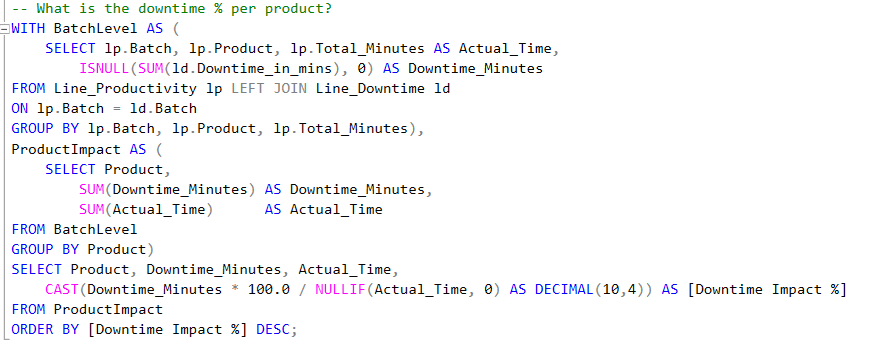 -- What is the downtime % per product?
WITH BatchLevel AS (
    SELECT lp.Batch, lp.Product, lp.Total_Minutes AS Actual_Time,
        ISNULL(SUM(ld.Downtime_in_mins), 0) AS Downtime_Minutes
FROM Line_Productivity lp LEFT JOIN Line_Downtime ld
ON lp.Batch = ld.Batch
GROUP BY lp.Batch, lp.Product, lp.Total_Minutes),
ProductImpact AS (
    SELECT Product,
        SUM(Downtime_Minutes) AS Downtime_Minutes,
        SUM(Actual_Time)      AS Actual_Time
FROM BatchLevel
GROUP BY Product)
SELECT Product, Downtime_Minutes, Actual_Time,
    CAST(Downtime_Minutes * 100.0 / NULLIF(Actual_Time, 0) AS DECIMAL(10,4)) AS [Downtime Impact %]
FROM ProductImpact
ORDER BY [Downtime Impact %] DESC;